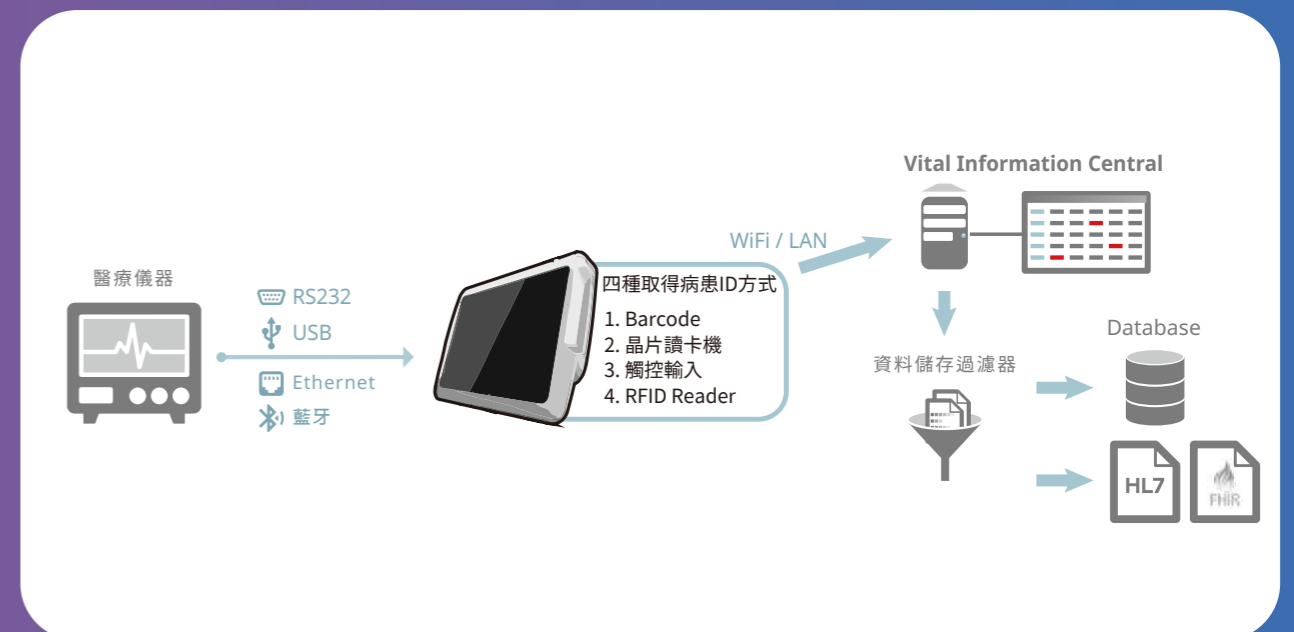 醫療儀器
RS232
USB
Ethernet
藍牙
四種取得病患ID方式
1. Barcode
2. 晶片讀卡機
3. 觸控輸入
4. RFID Reader
WiFi / LAN
Vital Information Central
資料儲存過濾器
Database
HL7
FHIR